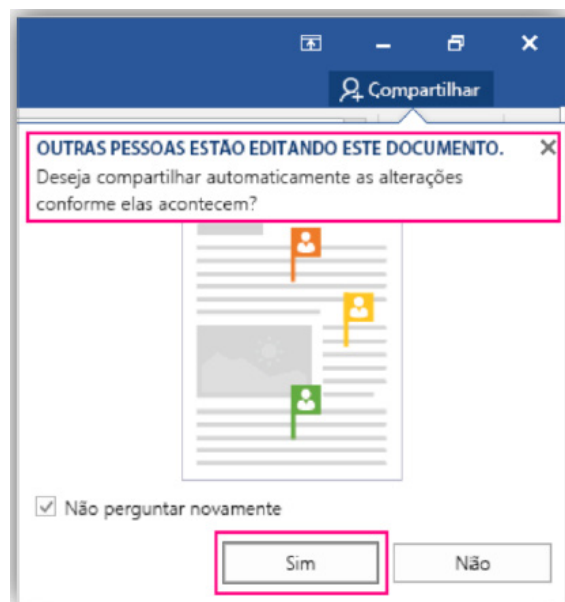 Compartilhar
OUTRAS PESSOAS ESTÃO EDITANDO ESTE DOCUMENTO.
Deseja compartilhar automaticamente as alterações
conforme elas acontecem?
Não perguntar novamente
Sim Não